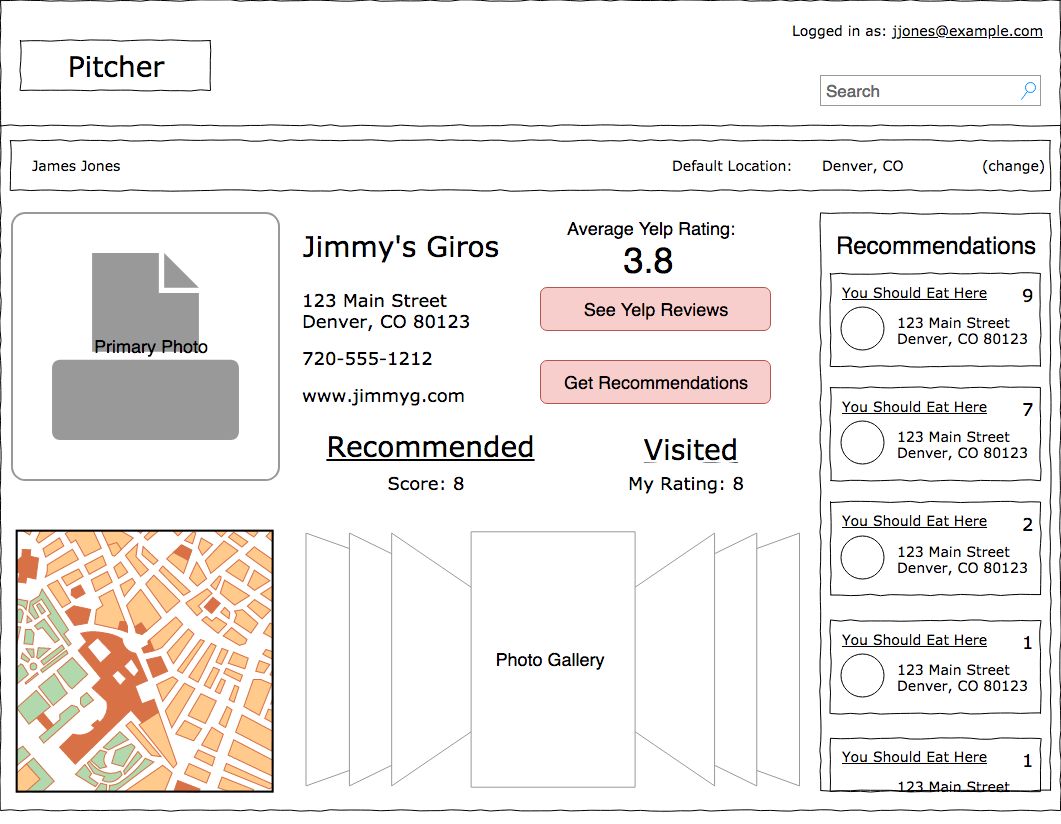 Logged in as: jjones@example.com
Pitcher
Search
James Jones
Default Location: Denver, CO (change)
Primary Photo
Jimmy's Giros
123 Main Street
Denver, CO 80123
720-555-1212
www.jimmyg.com
Average Yelp Rating:
3.8
See Yelp Reviews
Get Recommendations
Recommended
Score: 8
Visited
My Rating: 8
Photo Gallery
Recommendations
You Should Eat Here 9
123 Main Street
Denver, CO 80123
You Should Eat Here 7
123 Main Street
Denver, CO 80123
You Should Eat Here 2
123 Main Street
Denver, CO 80123
You Should Eat Here 1
123 Main Street
Denver, CO 80123
You Should Eat Here 1
123 Main Street